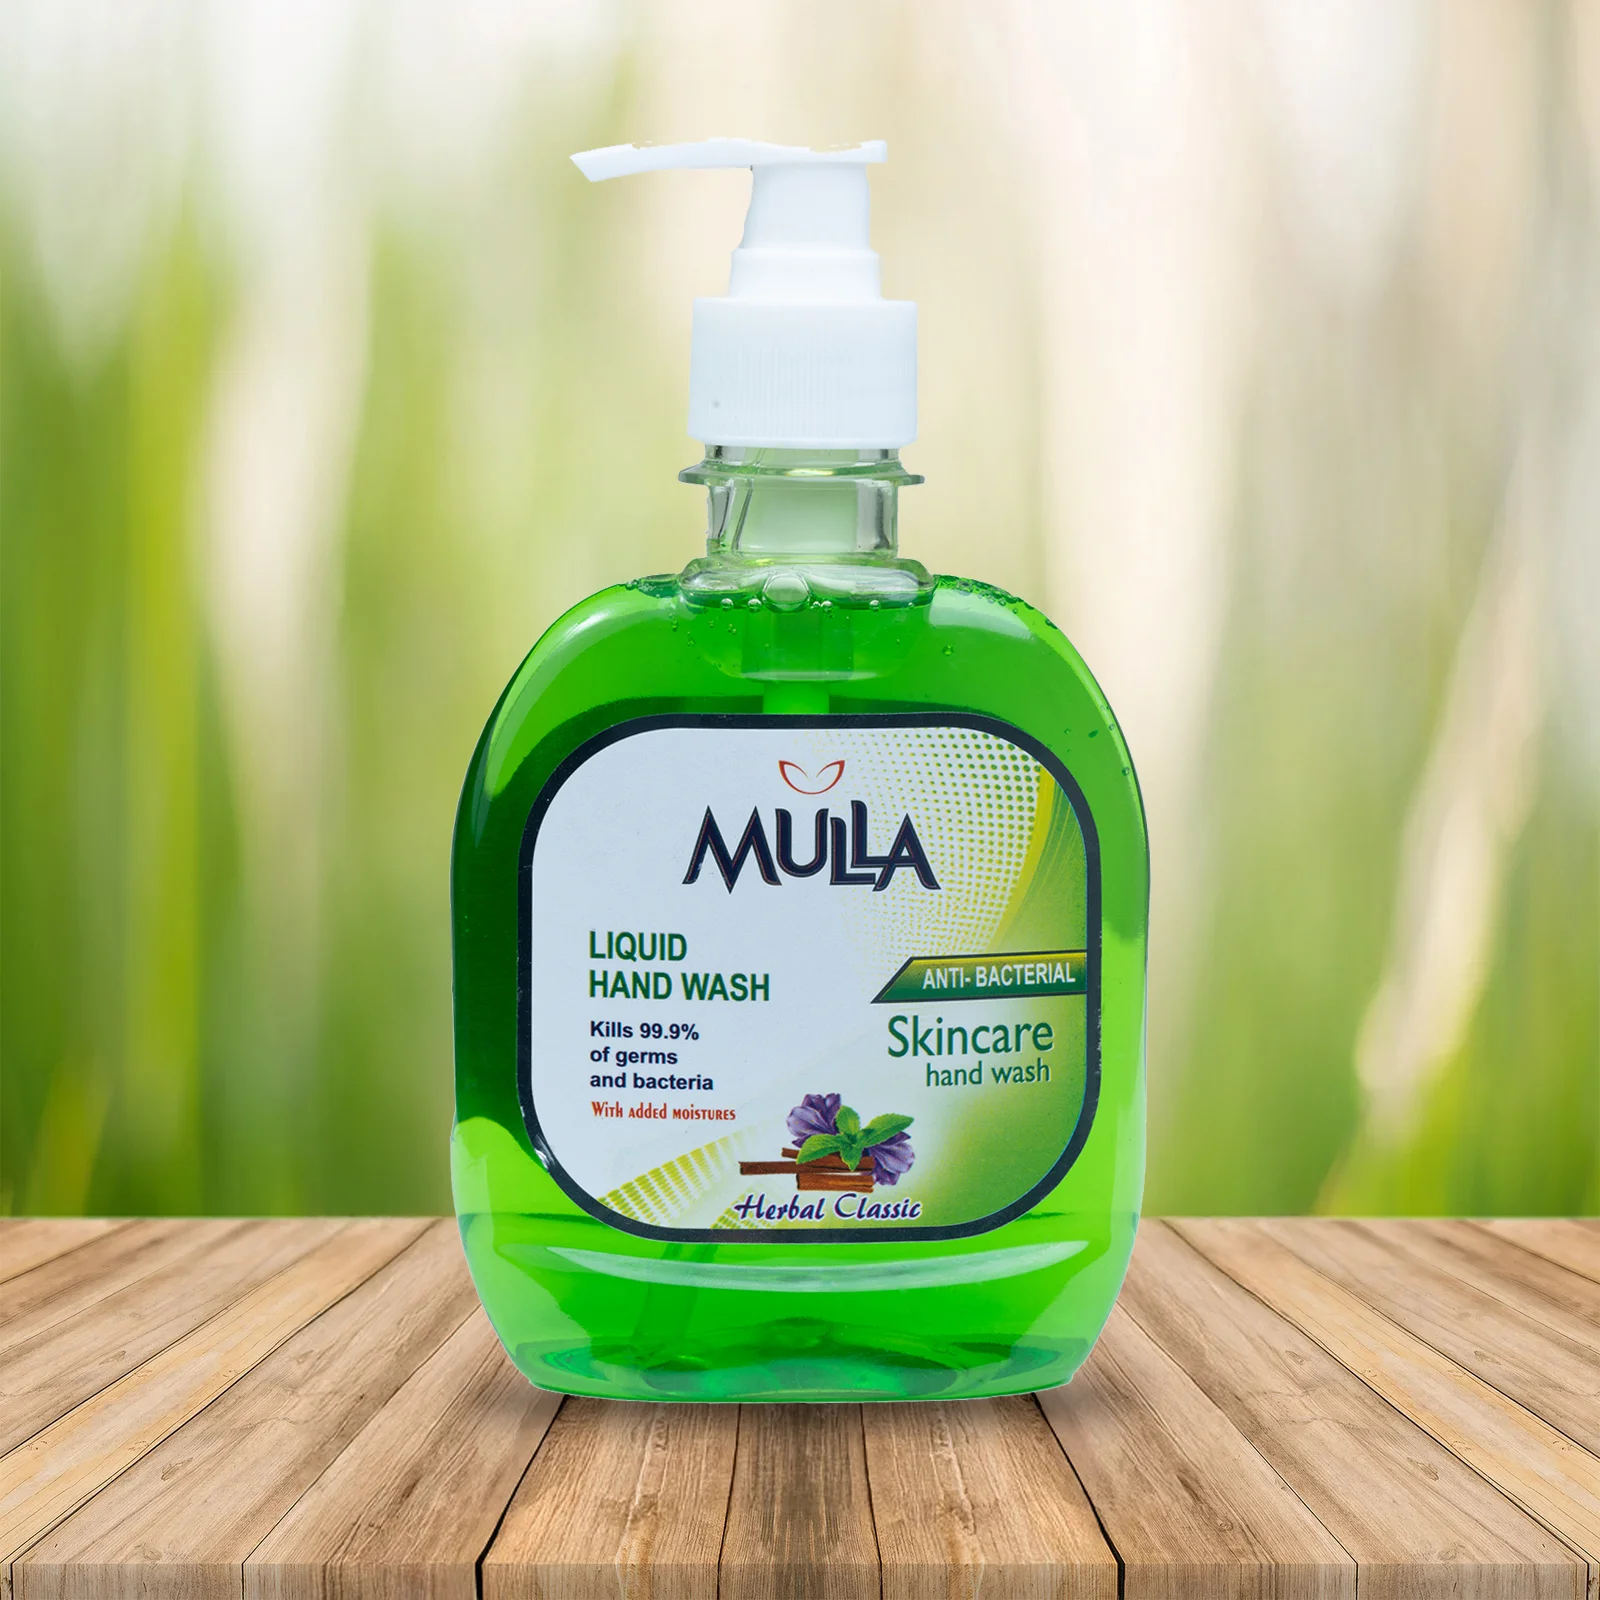 MULLA
LIQUID
HAND WASH
Kills 99.9%
of germs
and bacteria
With added moistures
ANTI- BACTERIAL
Skincare
hand wash
Herbal Classic